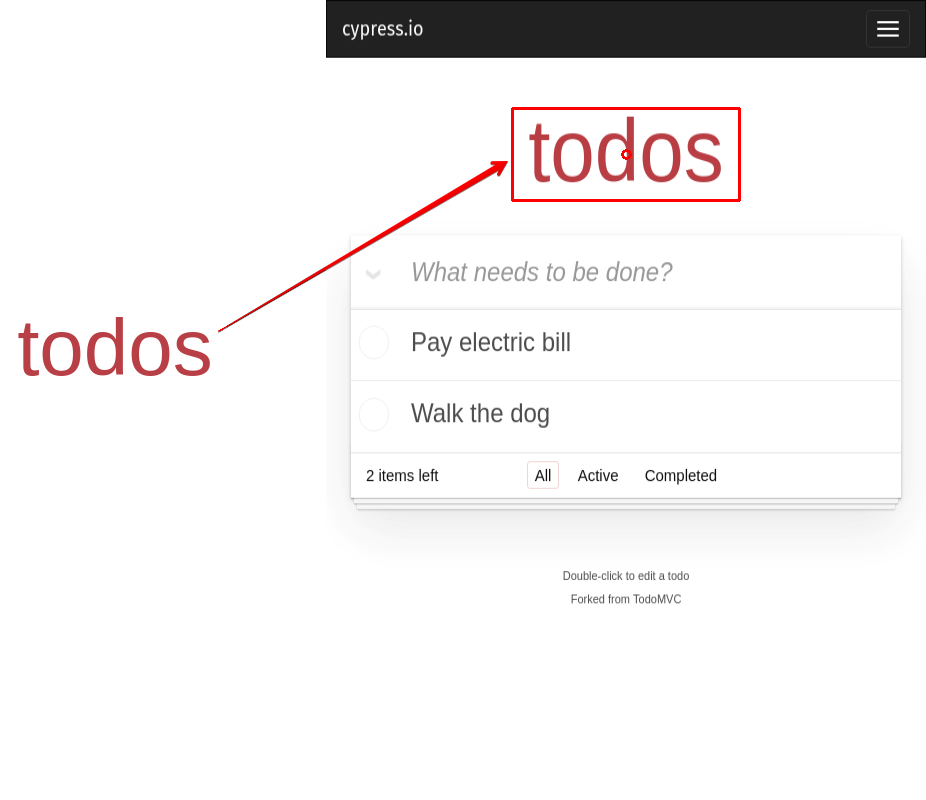 cypress.io
todos
todos
What needs to be done?
Pay electric bill
Walk the dog
2 items left All Active Completed
Double-click to edit a todo
Forked from TodoMVC